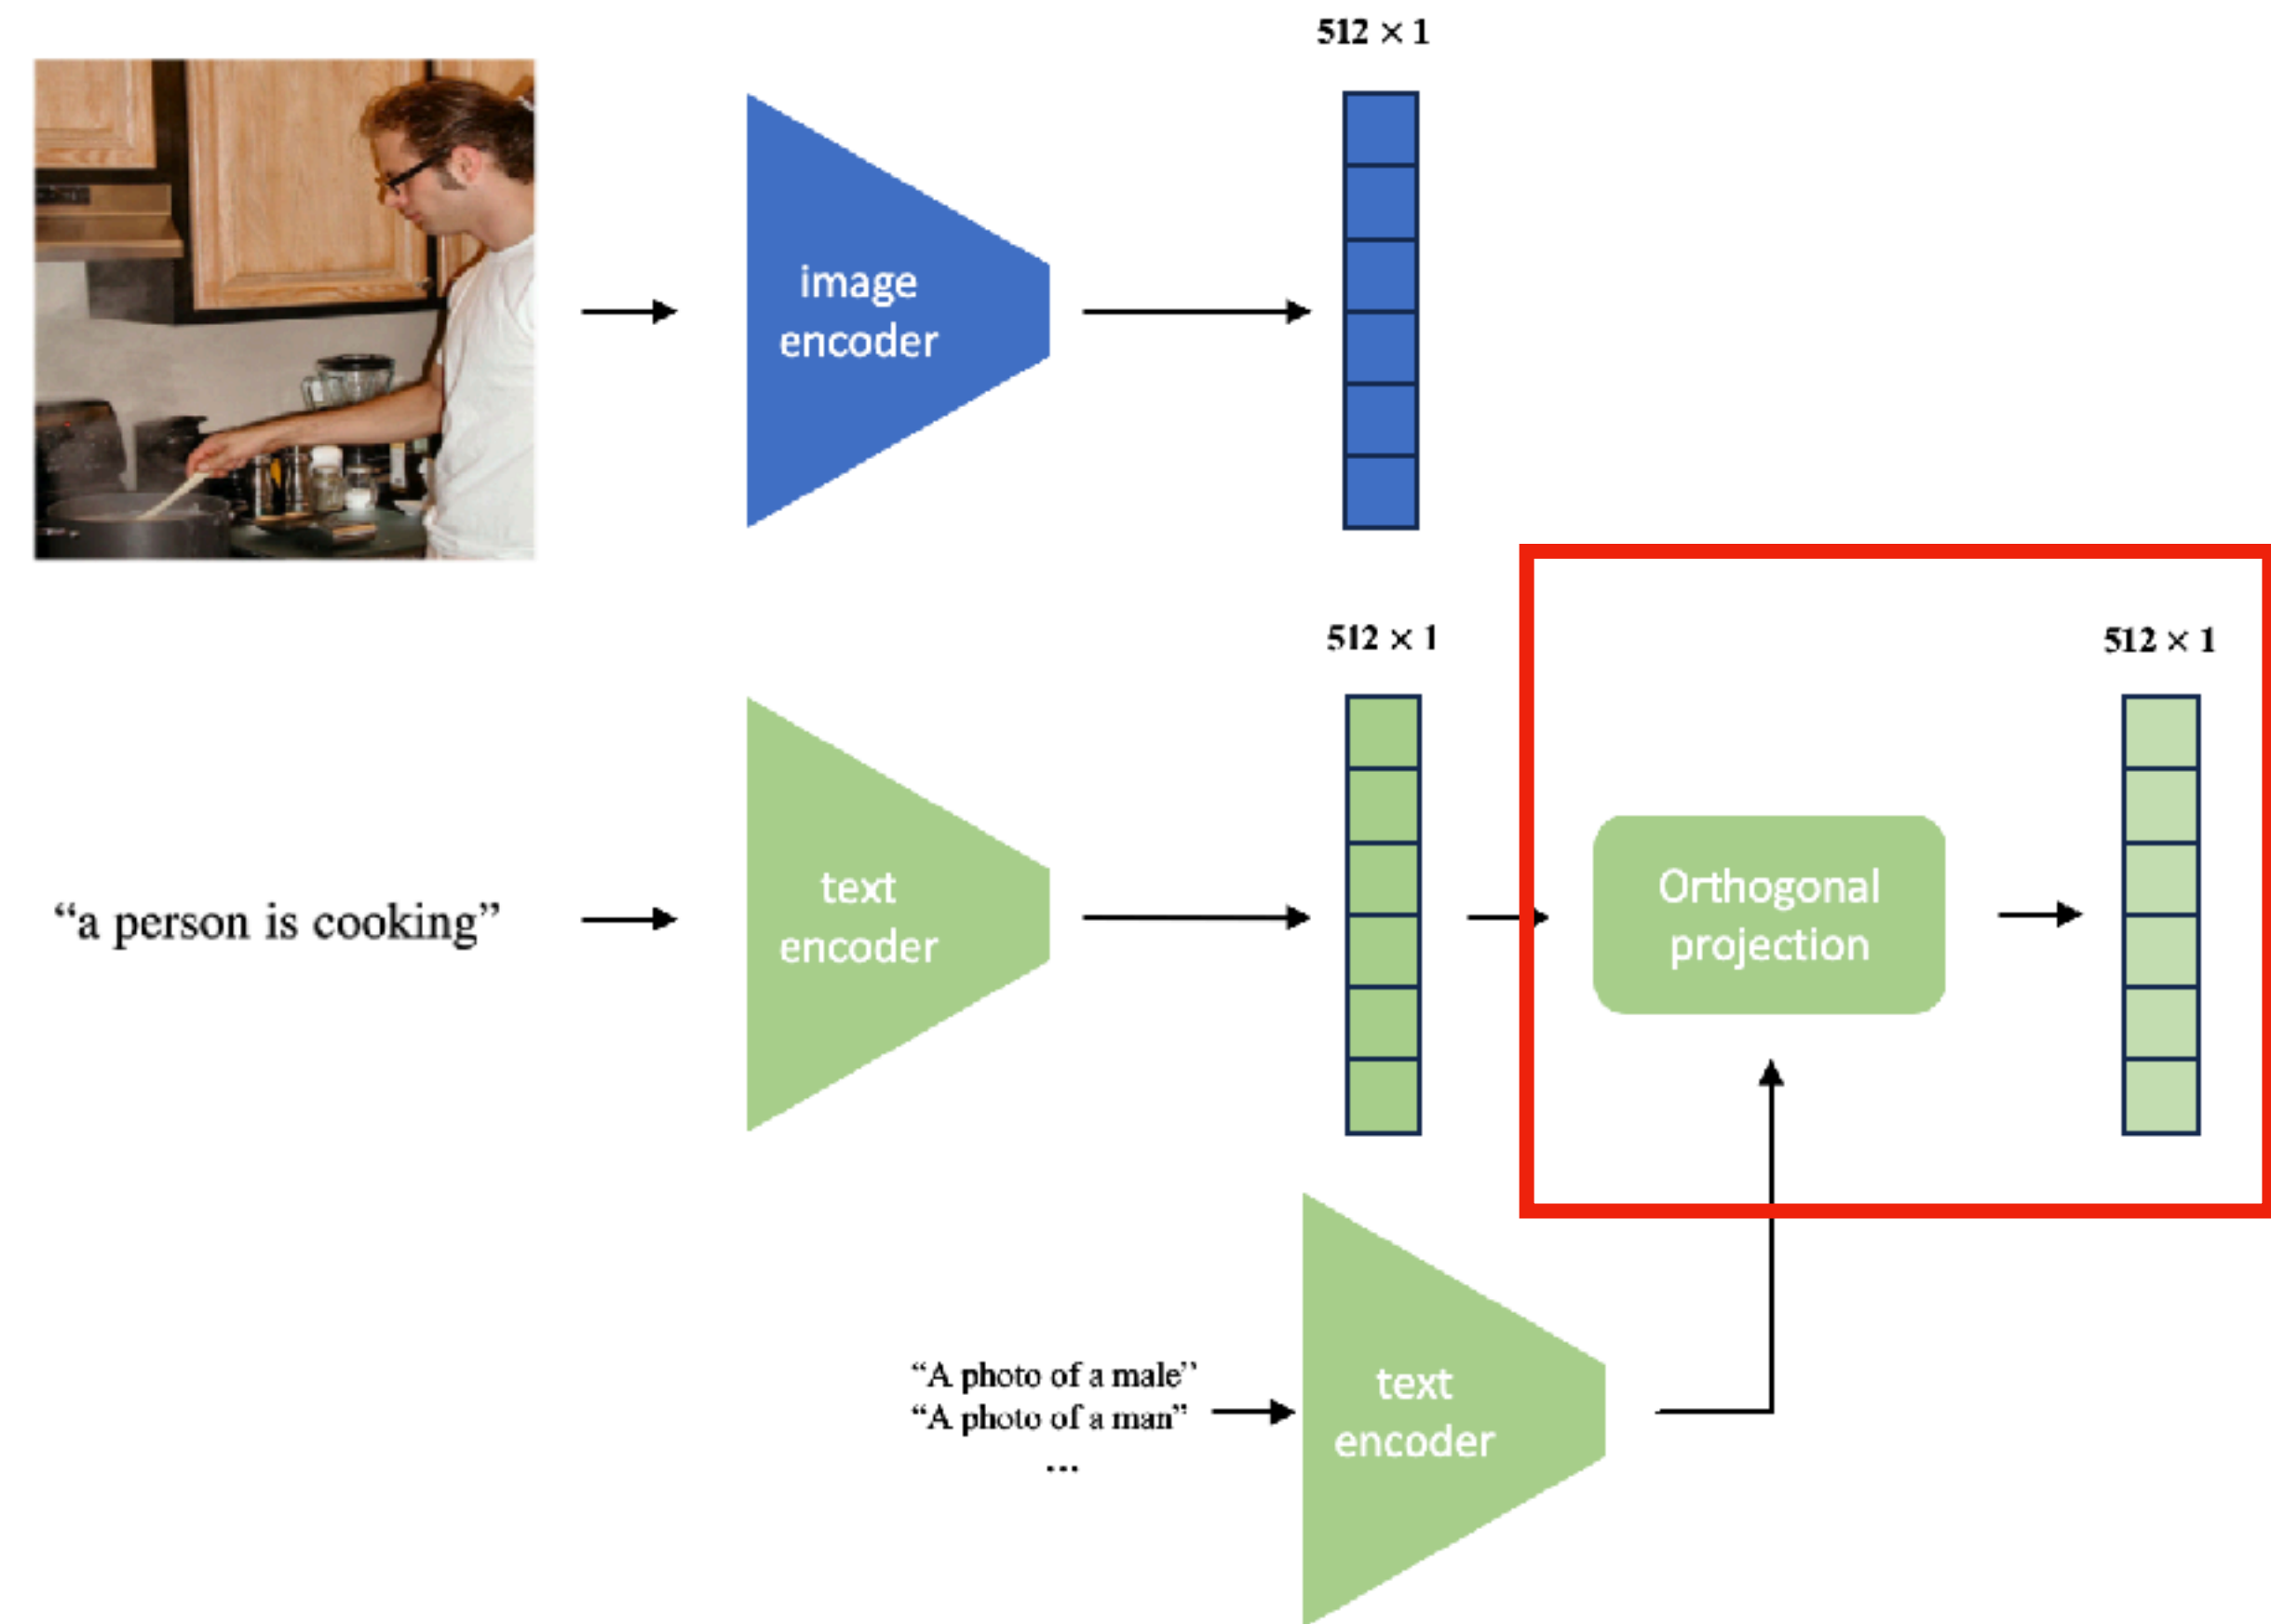 512 × 1
image
encoder
512 × 1
512 × 1
“a person is cooking”
text
encoder
Orthogonal
projection
“A photo of a male”
“A photo of a man”
...
text
encoder